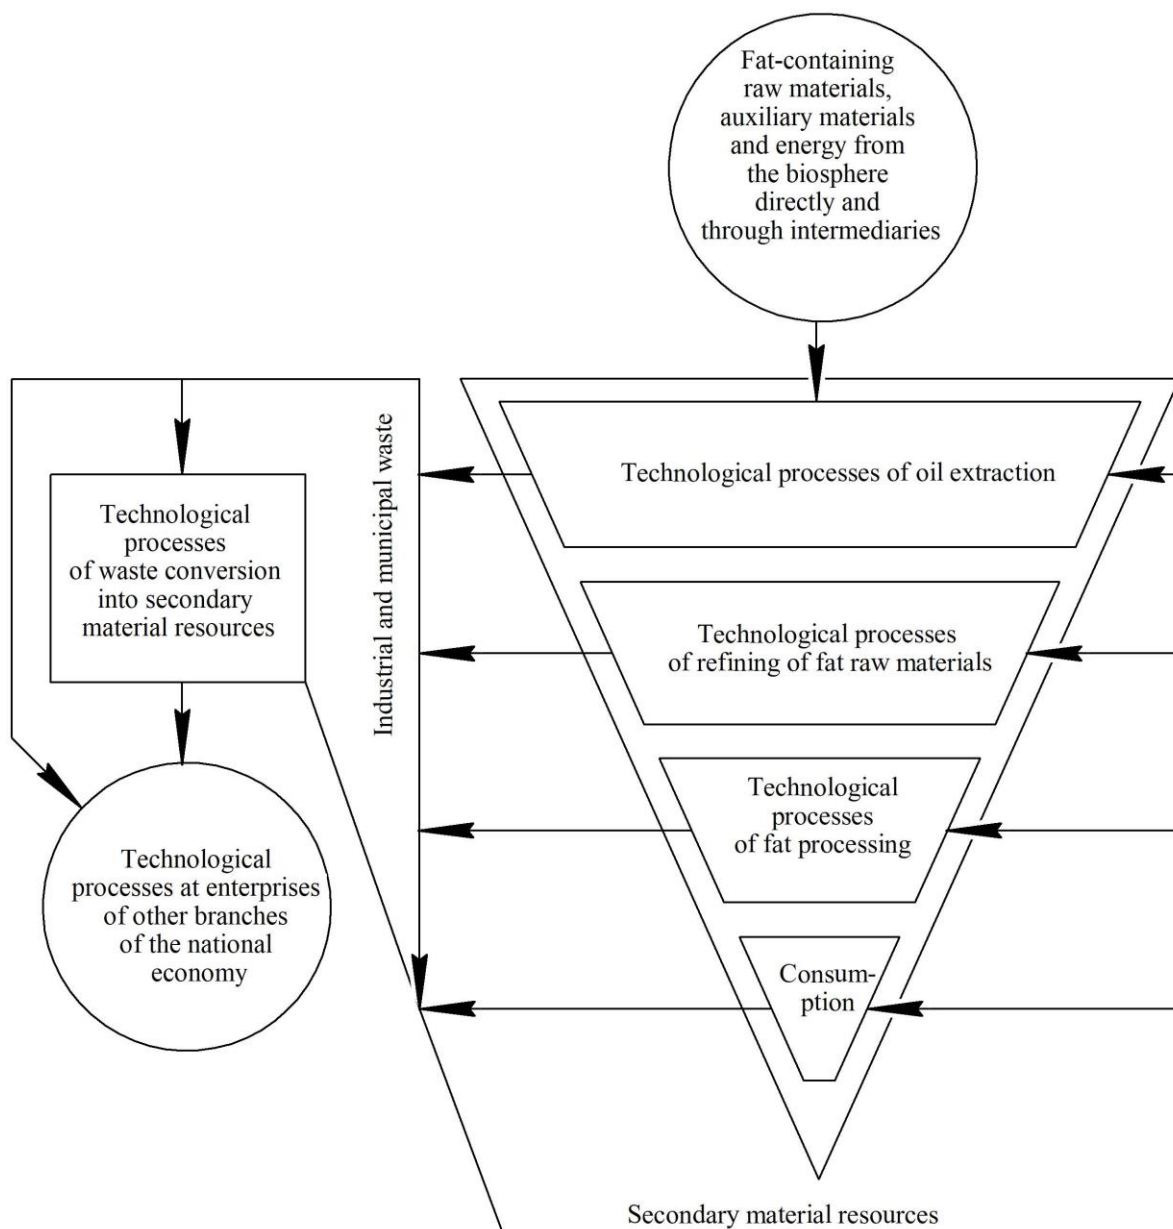 Fat-containing
raw materials,
auxiliary materials
and energy from
the biosphere
directly and
through intermediaries
Technological processes of oil extraction
Technological
processes
of waste conversion
into secondary
material resources
Industrial and municipal waste
Technological processes
of refining of fat raw materials
Technological
processes
of fat processing
Technological
processes at enterprises
of other branches
of the national
economy
Consum-
ption
Secondary material resources